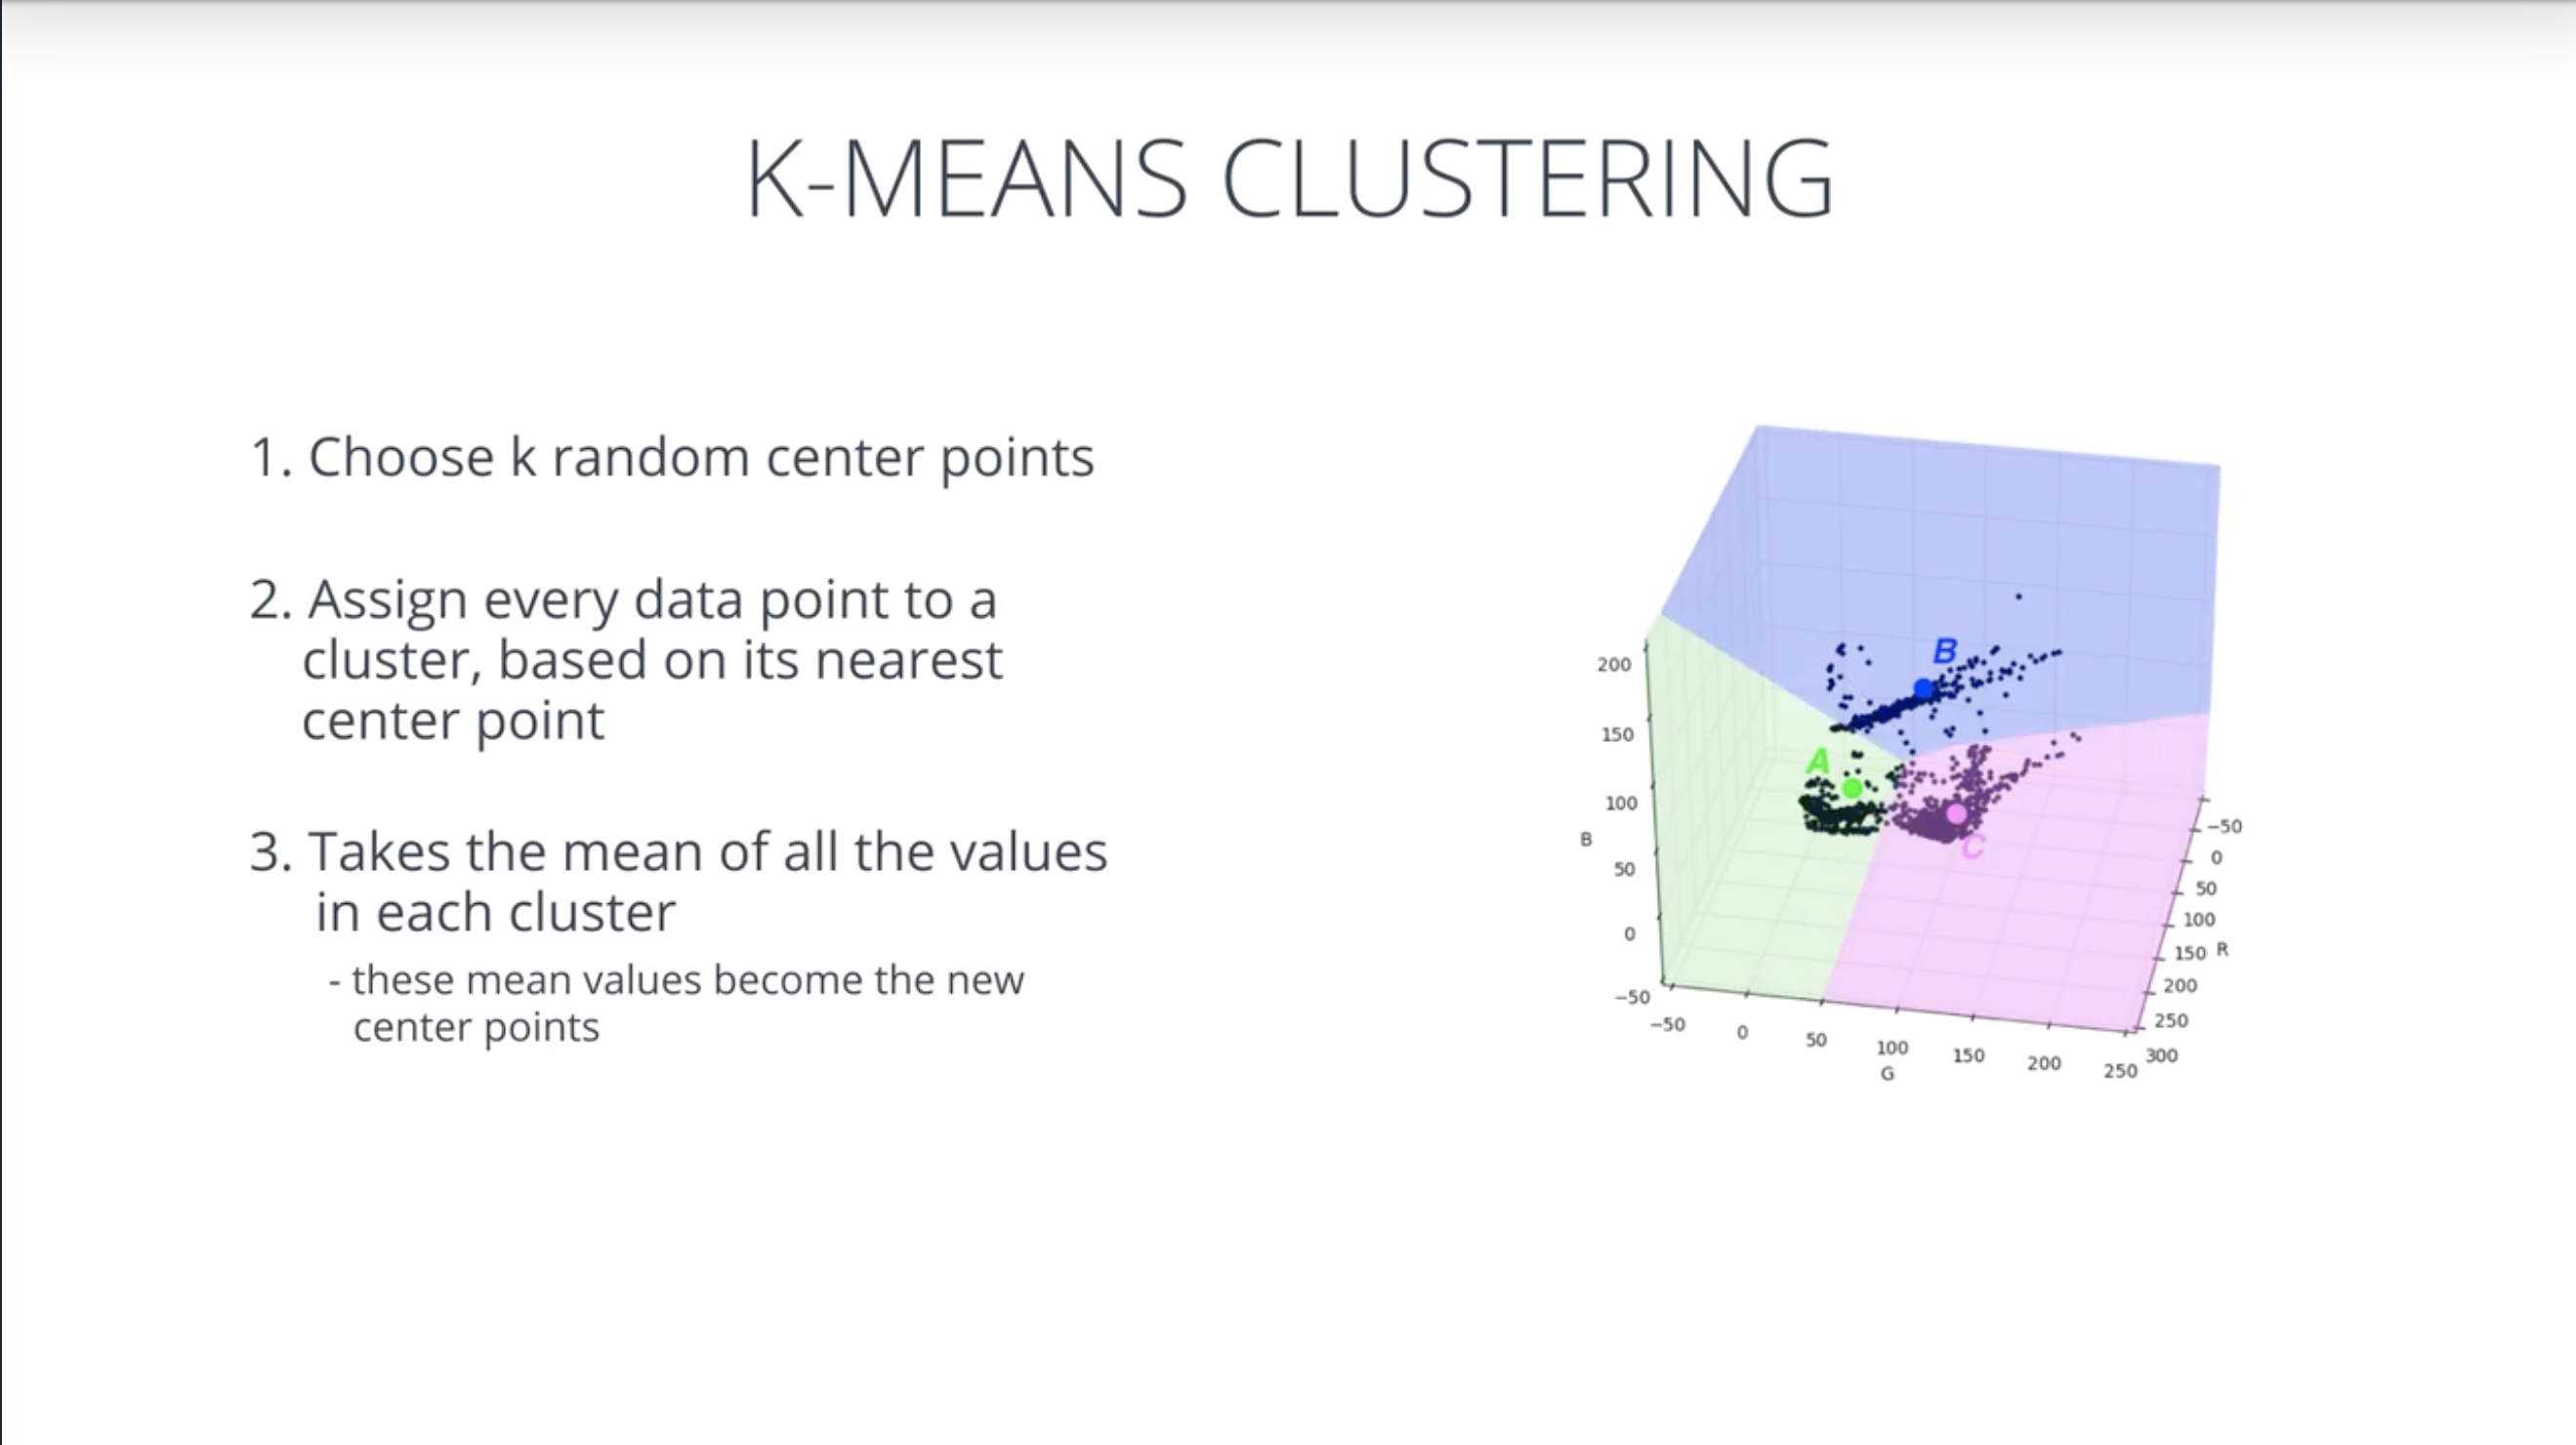 K-MEANS CLUSTERING
1. Choose k random center points
2. Assign every data point to a
cluster, based on its nearest
center point
3. Takes the mean of all the values
in each cluster
- these mean values become the new
center points
B
A
C
200
150
100
B
50
0
−50
−50
0
50
100
150
200
250
G
−50
0
50
100
150 R
200
250
300